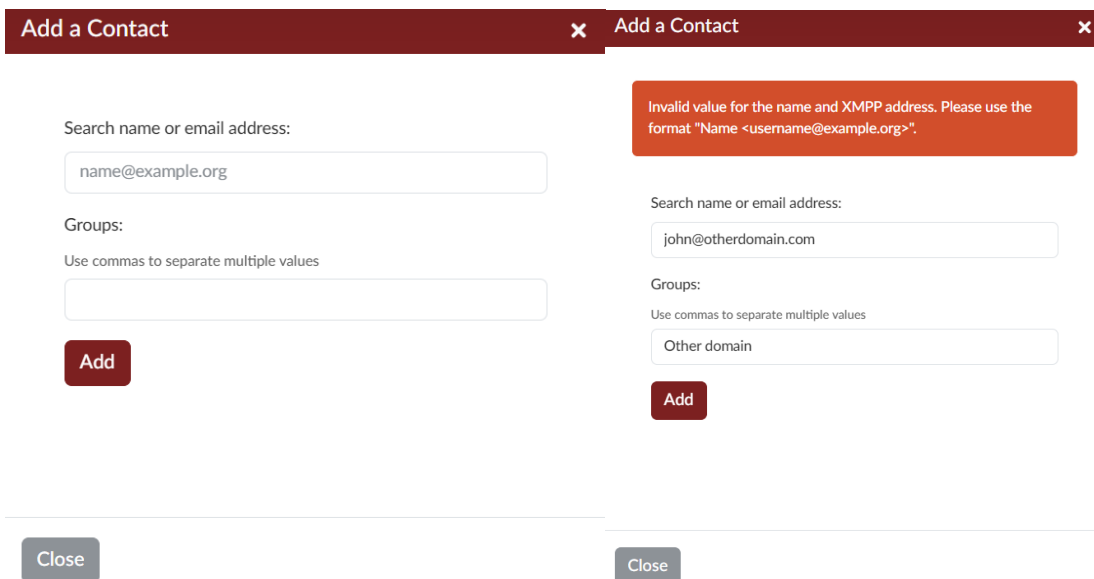 Add a Contact
×
Search name or email address:
name@example.org
Groups:
Use commas to separate multiple values
Add
Close
Add a Contact
×
Invalid value for the name and XMPP address. Please use the
format "Name <username@example.org>".
Search name or email address:
john@otherdomain.com
Groups:
Use commas to separate multiple values
Other domain
Add
Close